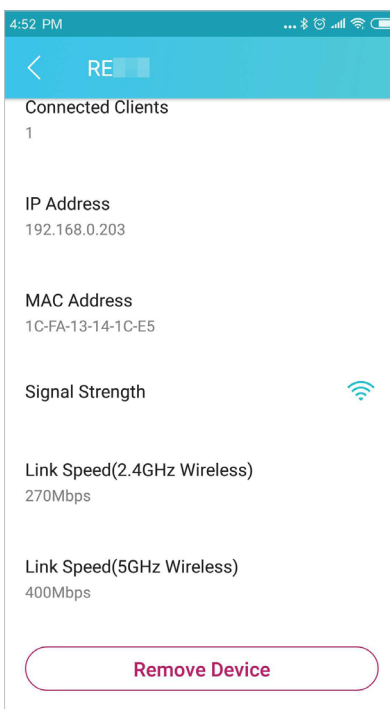 4:52 PM
RE
Connected Clients
1
IP Address
192.168.0.203
MAC Address
1C-FA-13-14-1C-E5
Signal Strength
Link Speed(2.4GHz Wireless)
270Mbps
Link Speed(5GHz Wireless)
400Mbps
Remove Device